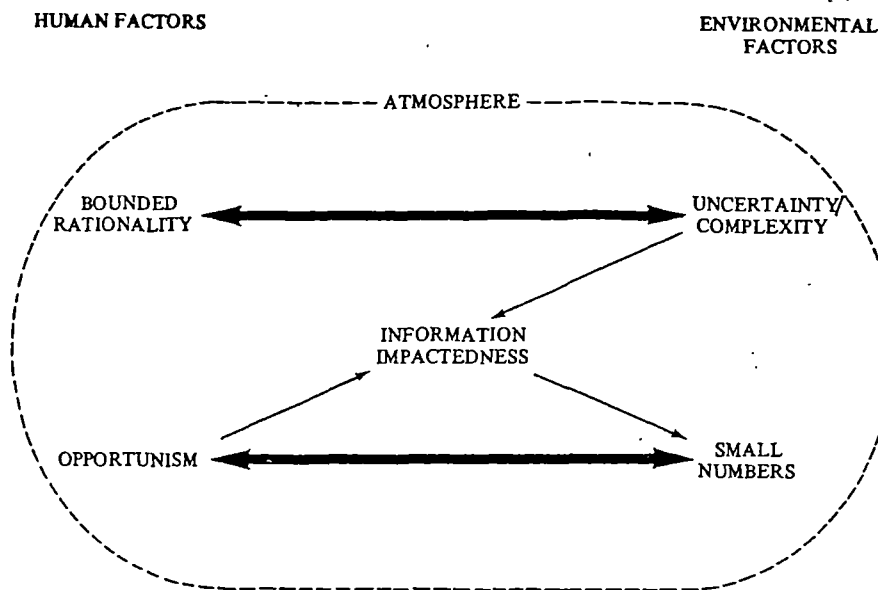 HUMAN FACTORS
ENVIRONMENTAL
FACTORS
ATMOSPHERE
BOUNDED
RATIONALITY
UNCERTAINTY/
COMPLEXITY
INFORMATION
IMPACTEDNESS
OPPORTUNISM
SMALL
NUMBERS